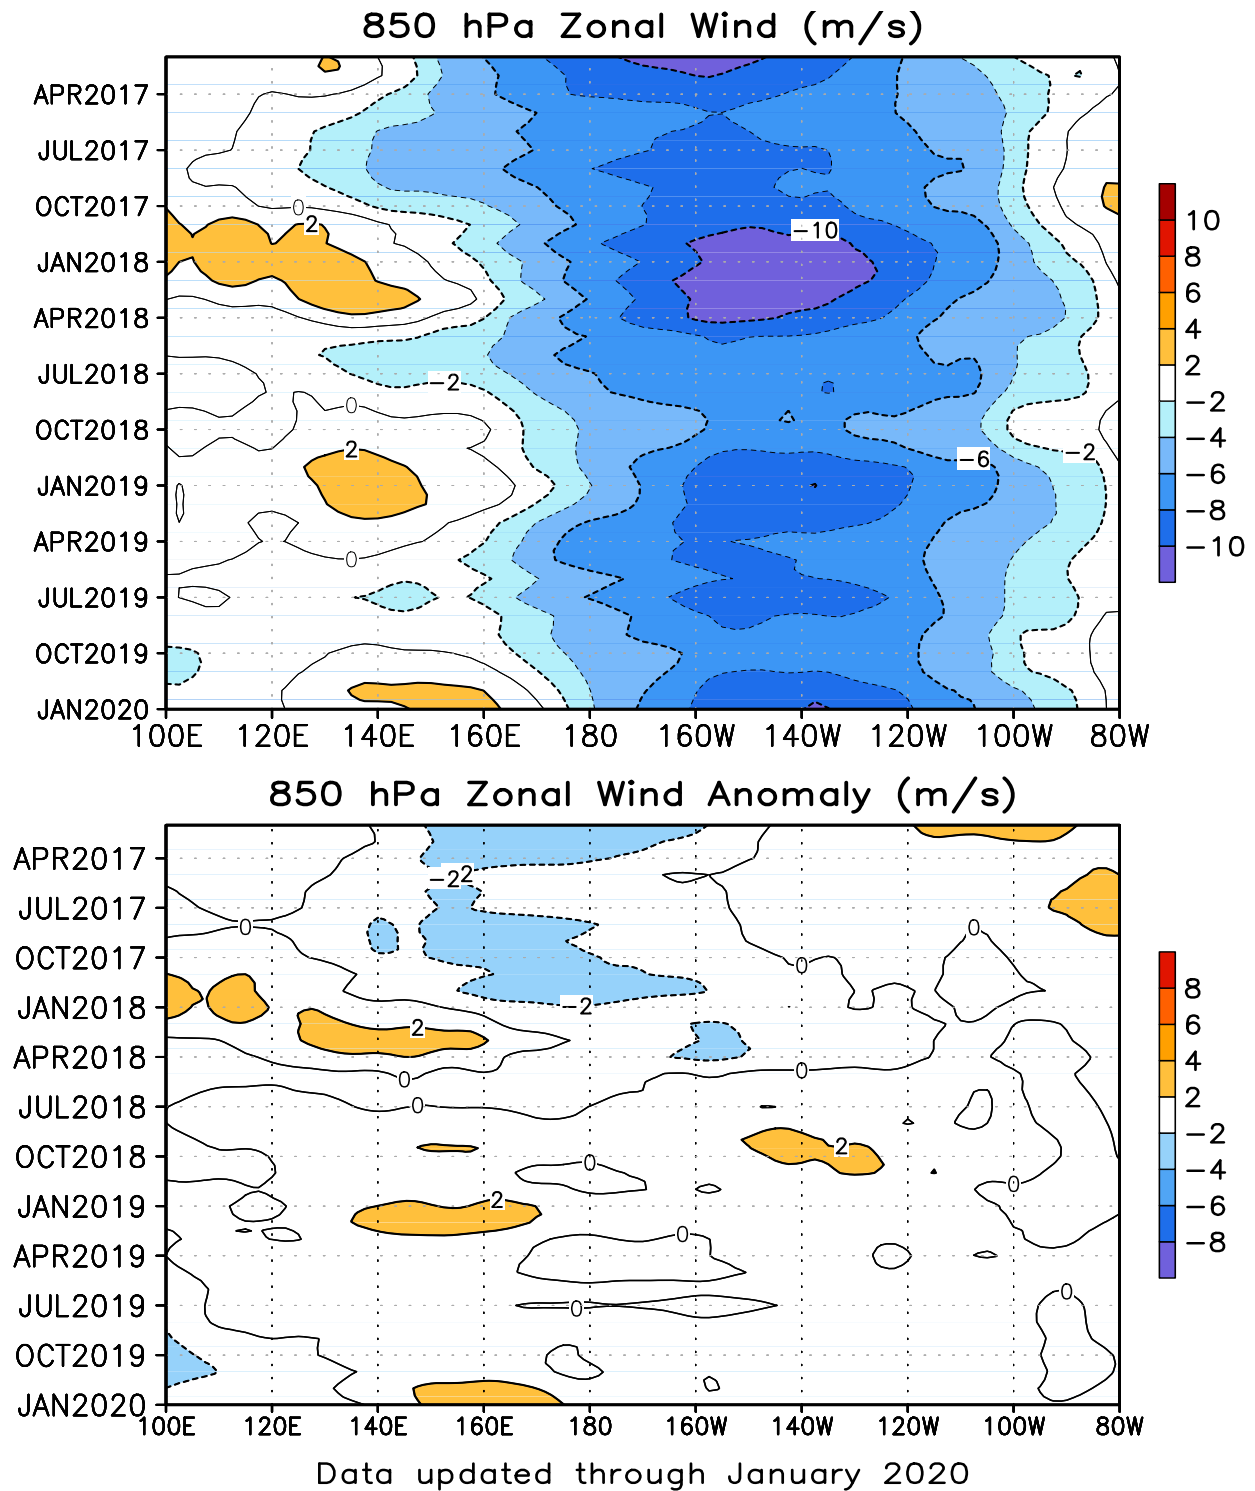 850 hPa Zonal Wind (m/s)
APR2017
JUL2017
OCT2017
JAN2018
APR2018
JUL2018
OCT2018
JAN2019
APR2019
JUL2019
OCT2019
JAN2020
0
2
−10
−2
0
2
−6
−2
0
100E 120E 140E 160E 180 160W 140W 120W 100W 80W
10
8
6
4
2
−2
−4
−6
−8
−10
850 hPa Zonal Wind Anomaly (m/s)
APR2017
JUL2017
OCT2017
JAN2018
APR2018
JUL2018
OCT2018
JAN2019
APR2019
JUL2019
OCT2019
JAN2020
−2 2
0
0
0
−2
2
0
0
0
2
0
0
2
0
0
0
100E 120E 140E 160E 180 160W 140W 120W 100W 80W
8
6
4
2
−2
−4
−6
−8
Data updated through January 2020